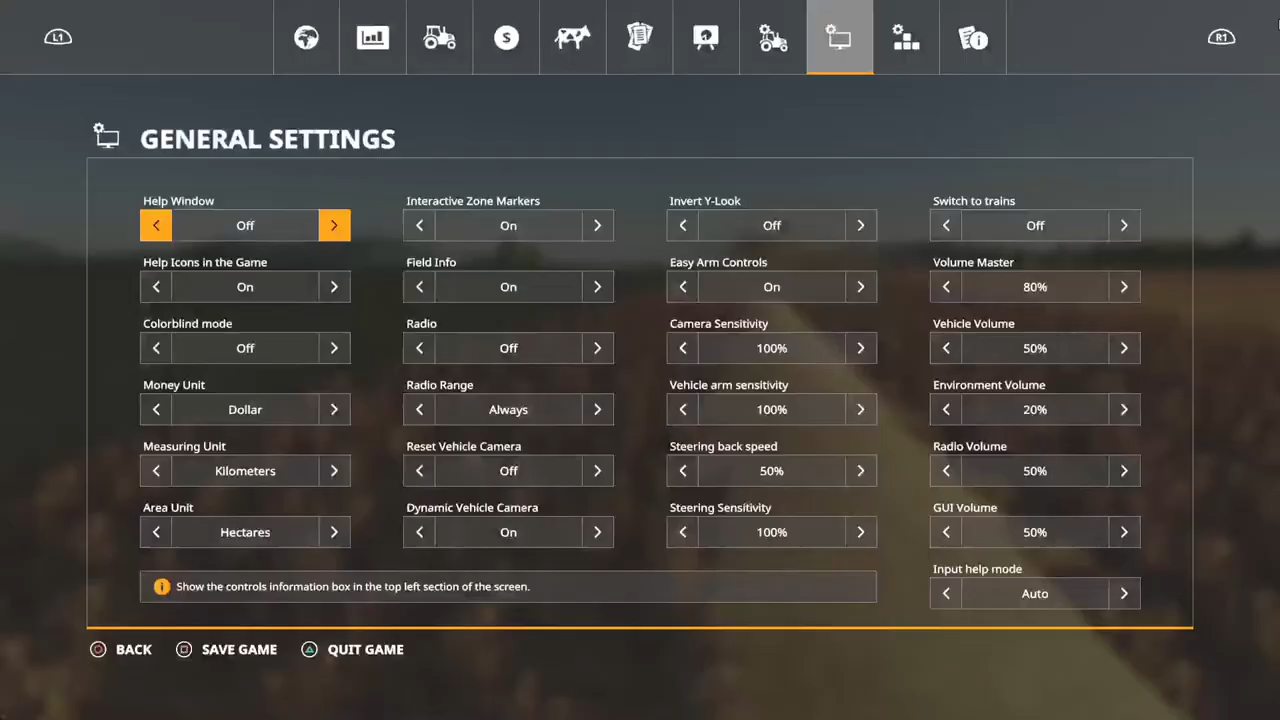 L1
R1
GENERAL SETTINGS
Help Window
Off
Help Icons in the Game
On
Colorblind mode
Off
Money Unit
Dollar
Measuring Unit
Kilometers
Area Unit
Hectares
Interactive Zone Markers
On
Field Info
On
Radio
Off
Radio Range
Always
Reset Vehicle Camera
Off
Dynamic Vehicle Camera
On
Invert Y-Look
Off
Easy Arm Controls
On
Camera Sensitivity
100%
Vehicle arm sensitivity
100%
Steering back speed
50%
Steering Sensitivity
100%
Switch to trains
Off
Volume Master
80%
Vehicle Volume
50%
Environment Volume
20%
Radio Volume
50%
GUI Volume
50%
Input help mode
Auto
Show the controls information box in the top left section of the screen.
BACK SAVE GAME QUIT GAME